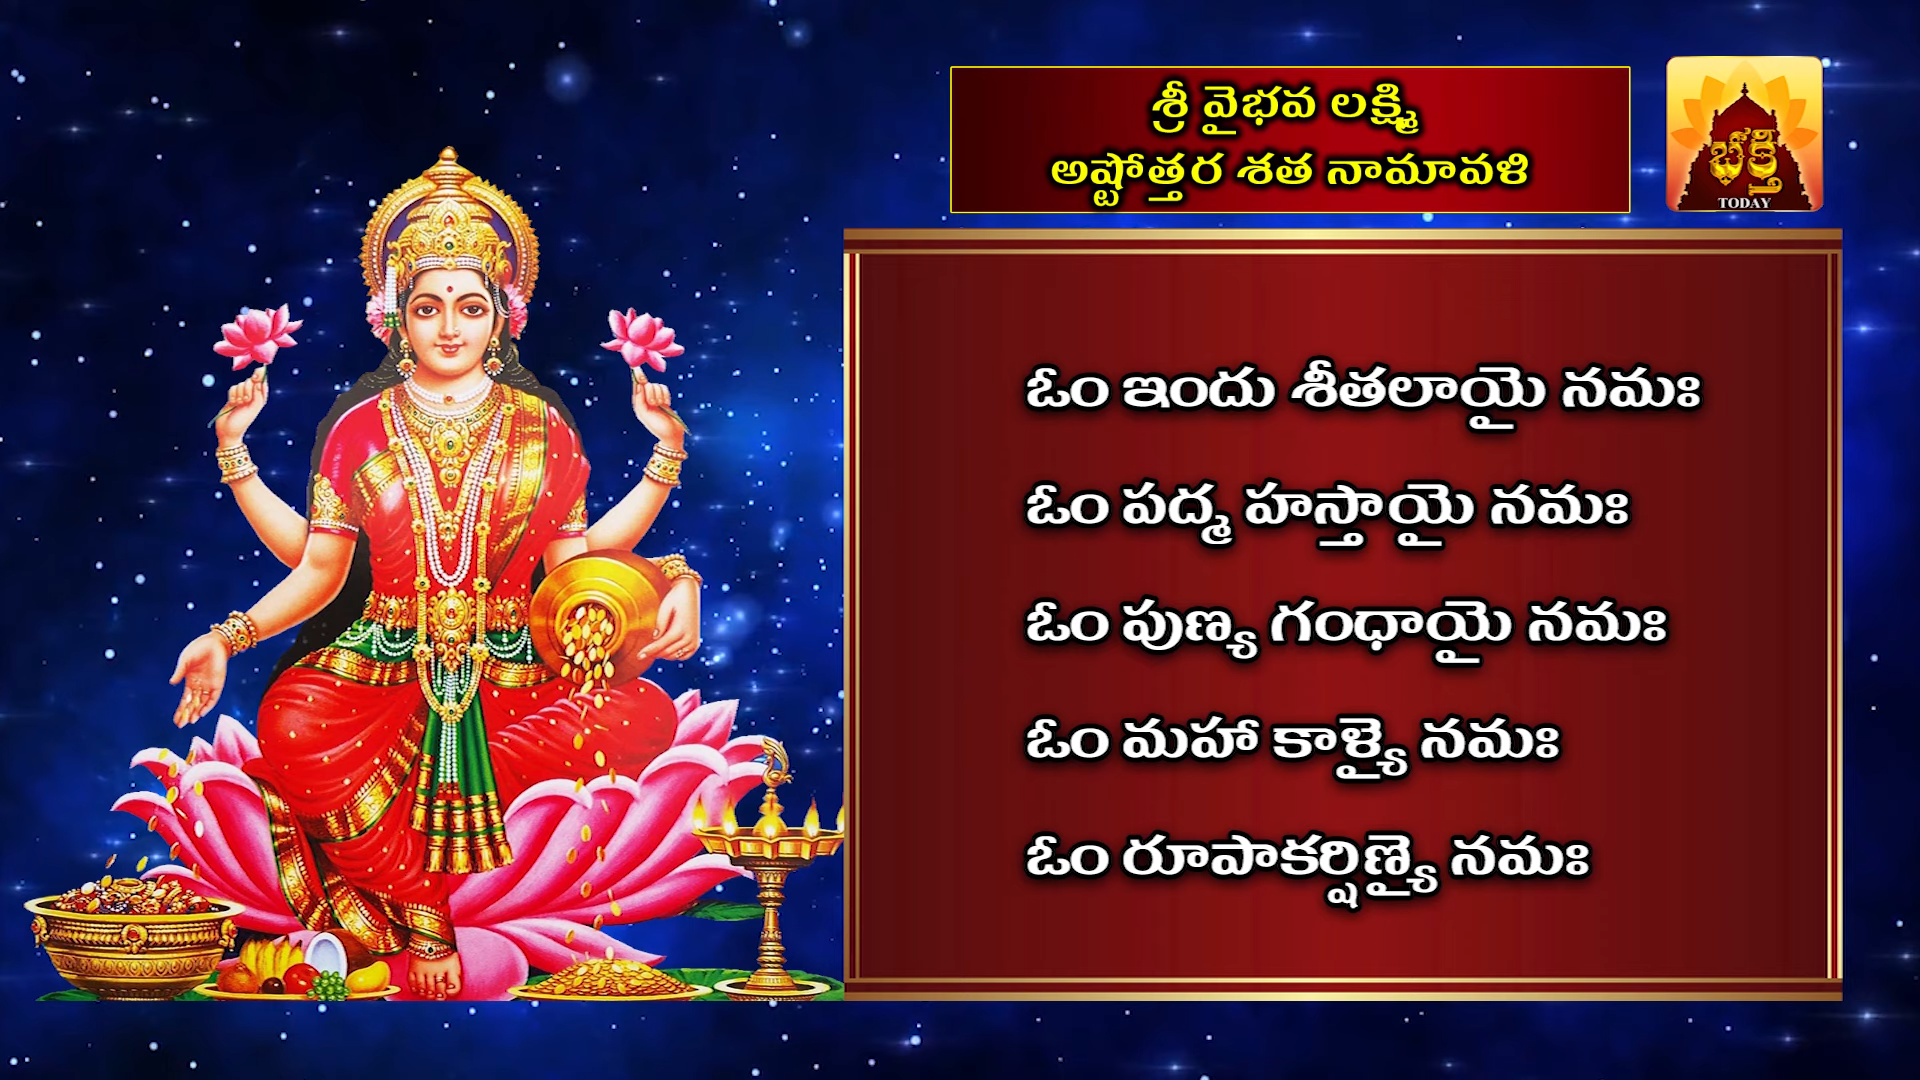 శ్రీ వైభవ లక్ష్మి
అష్టోత్తర శత నామావళి
భక్తి
TODAY
ఓం ఇందు శీతలాయై నమః
ఓం పద్మ హస్తాయై నమః
ఓం పుణ్య గంధాయై నమః
ఓం మహా కాళ్యై నమః
ఓం రూపాకర్షిణ్యై నమః